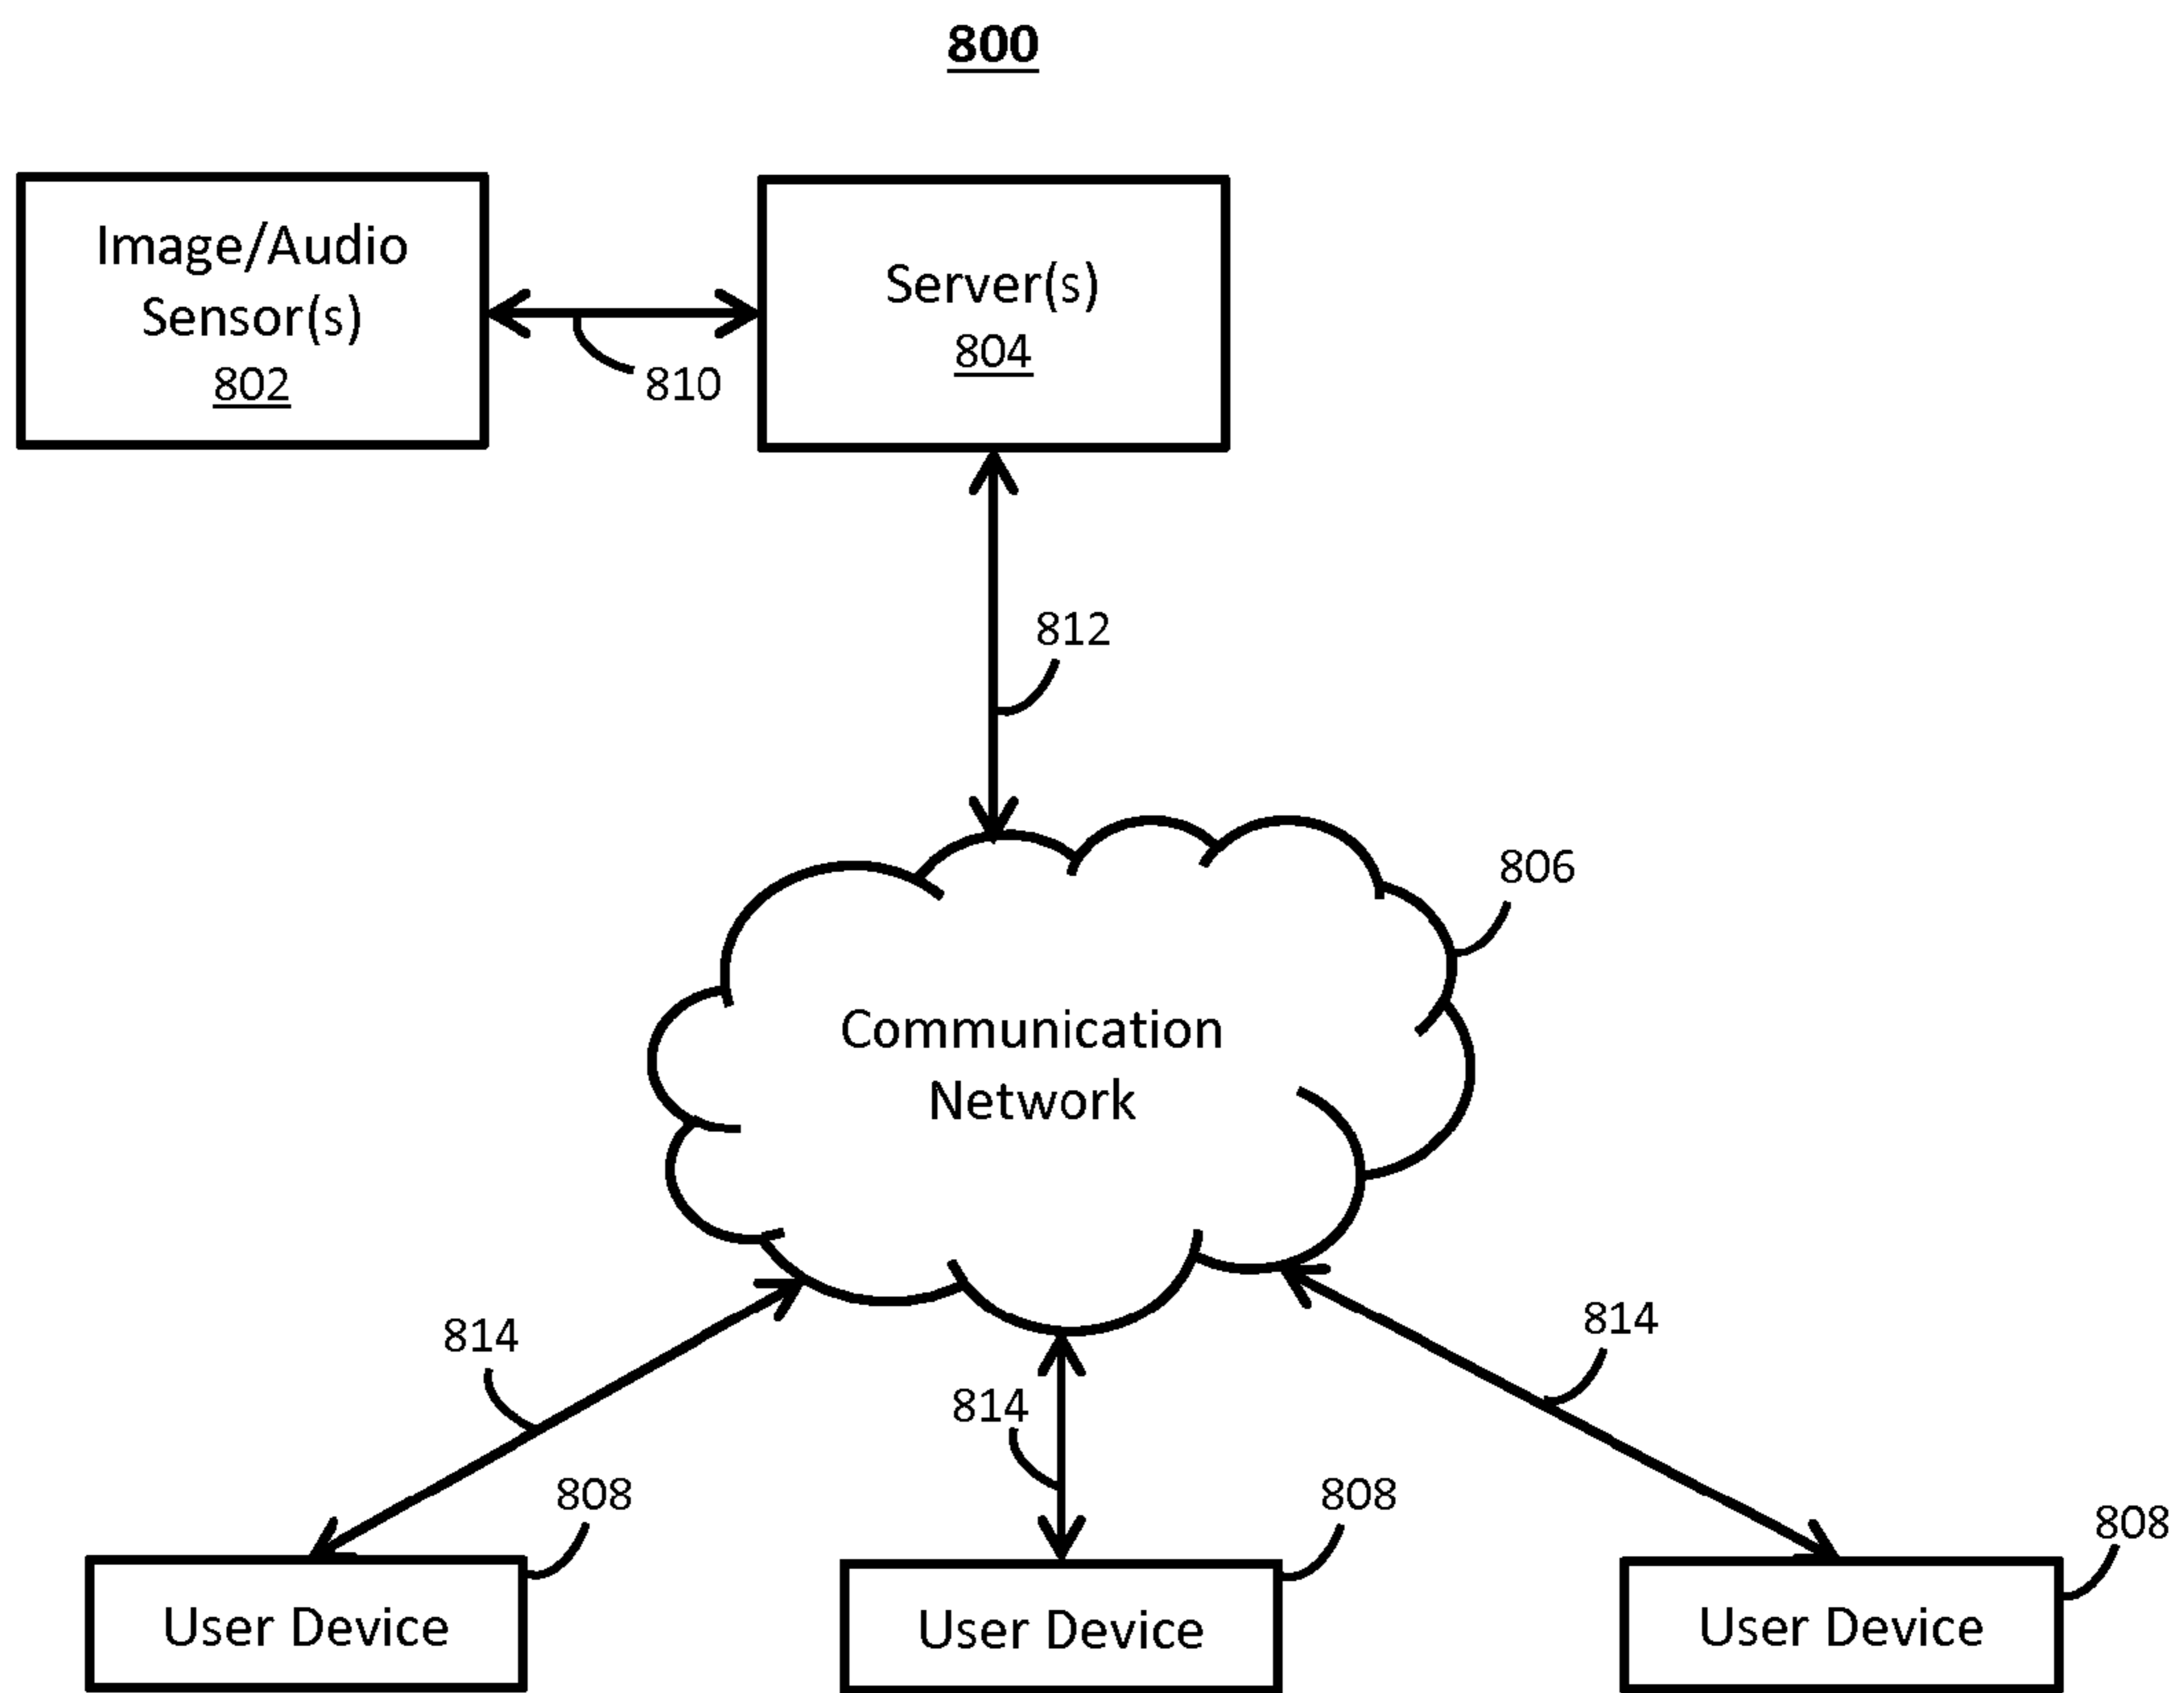 800
Image/Audio
Sensor(s)
802
810
Server(s)
804
812
806
Communication
Network
814
814
814
808
808
808
User Device
User Device
User Device